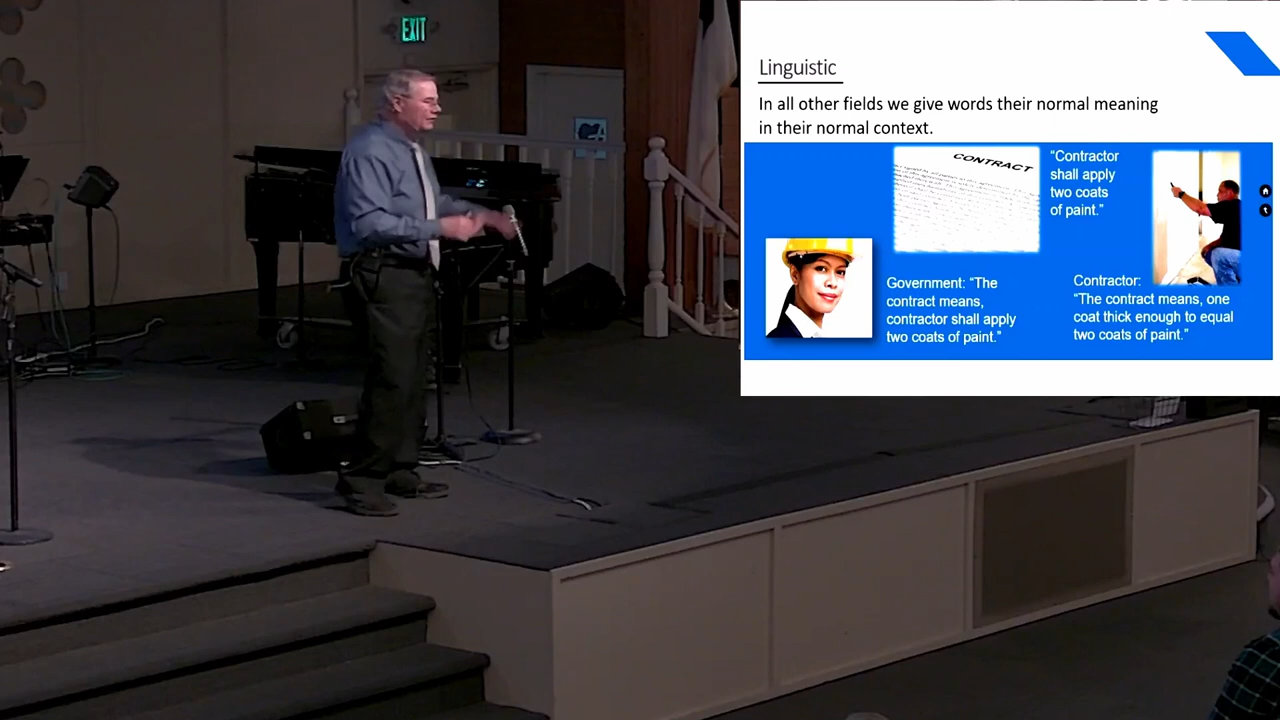 EXIT
Linguistic
In all other fields we give words their normal meaning
in their normal context.
CONTRACT
“Contractor
shall apply
two coats
of paint.”
Government: “The
contract means,
contractor shall apply
two coats of paint.”
Contractor:
“The contract means, one
coat thick enough to equal
two coats of paint.”